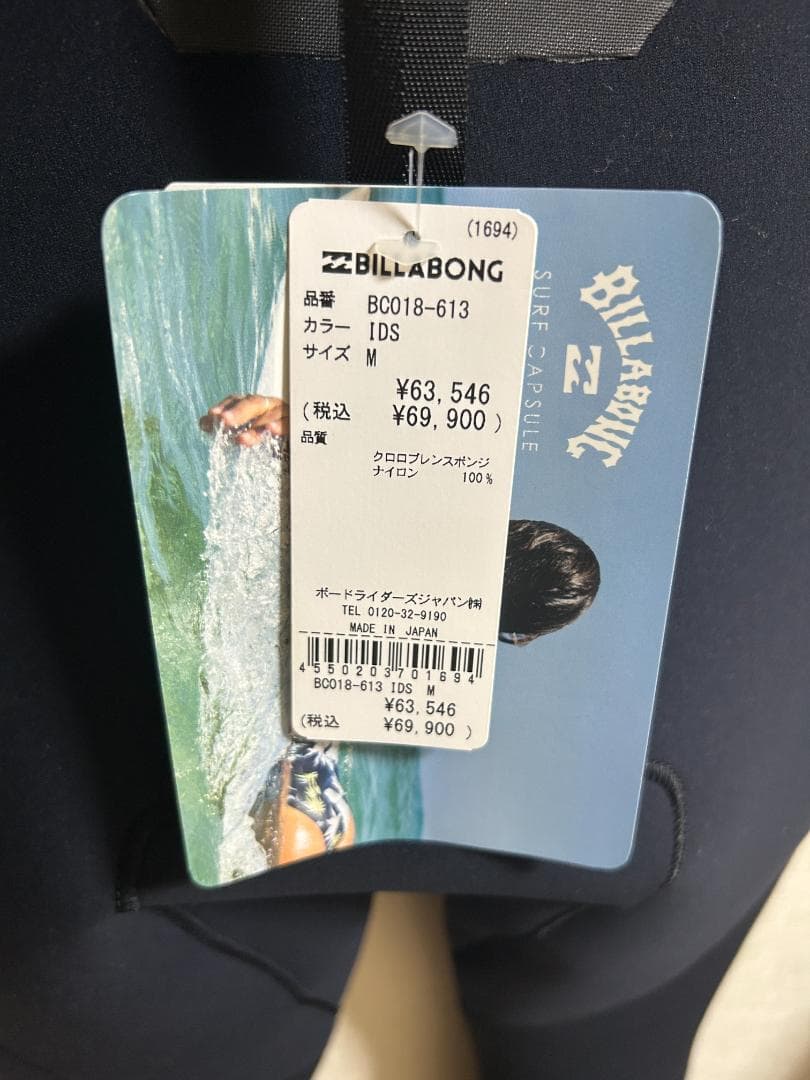 (1694)
BILLABONG
品番 BC018-613
カラー IDS
サイズ M
¥63,546
(税込 ¥69,900)
品質
クロロプレンスポンジ
ナイロン 100%
ボードライダーズジャパン㈱
TEL 0120-32-9190
MADE IN JAPAN
4550203701694
BC018-613 IDS M
¥63,546
(税込 ¥69,900)
BILLABONG
SURF CAPSULE